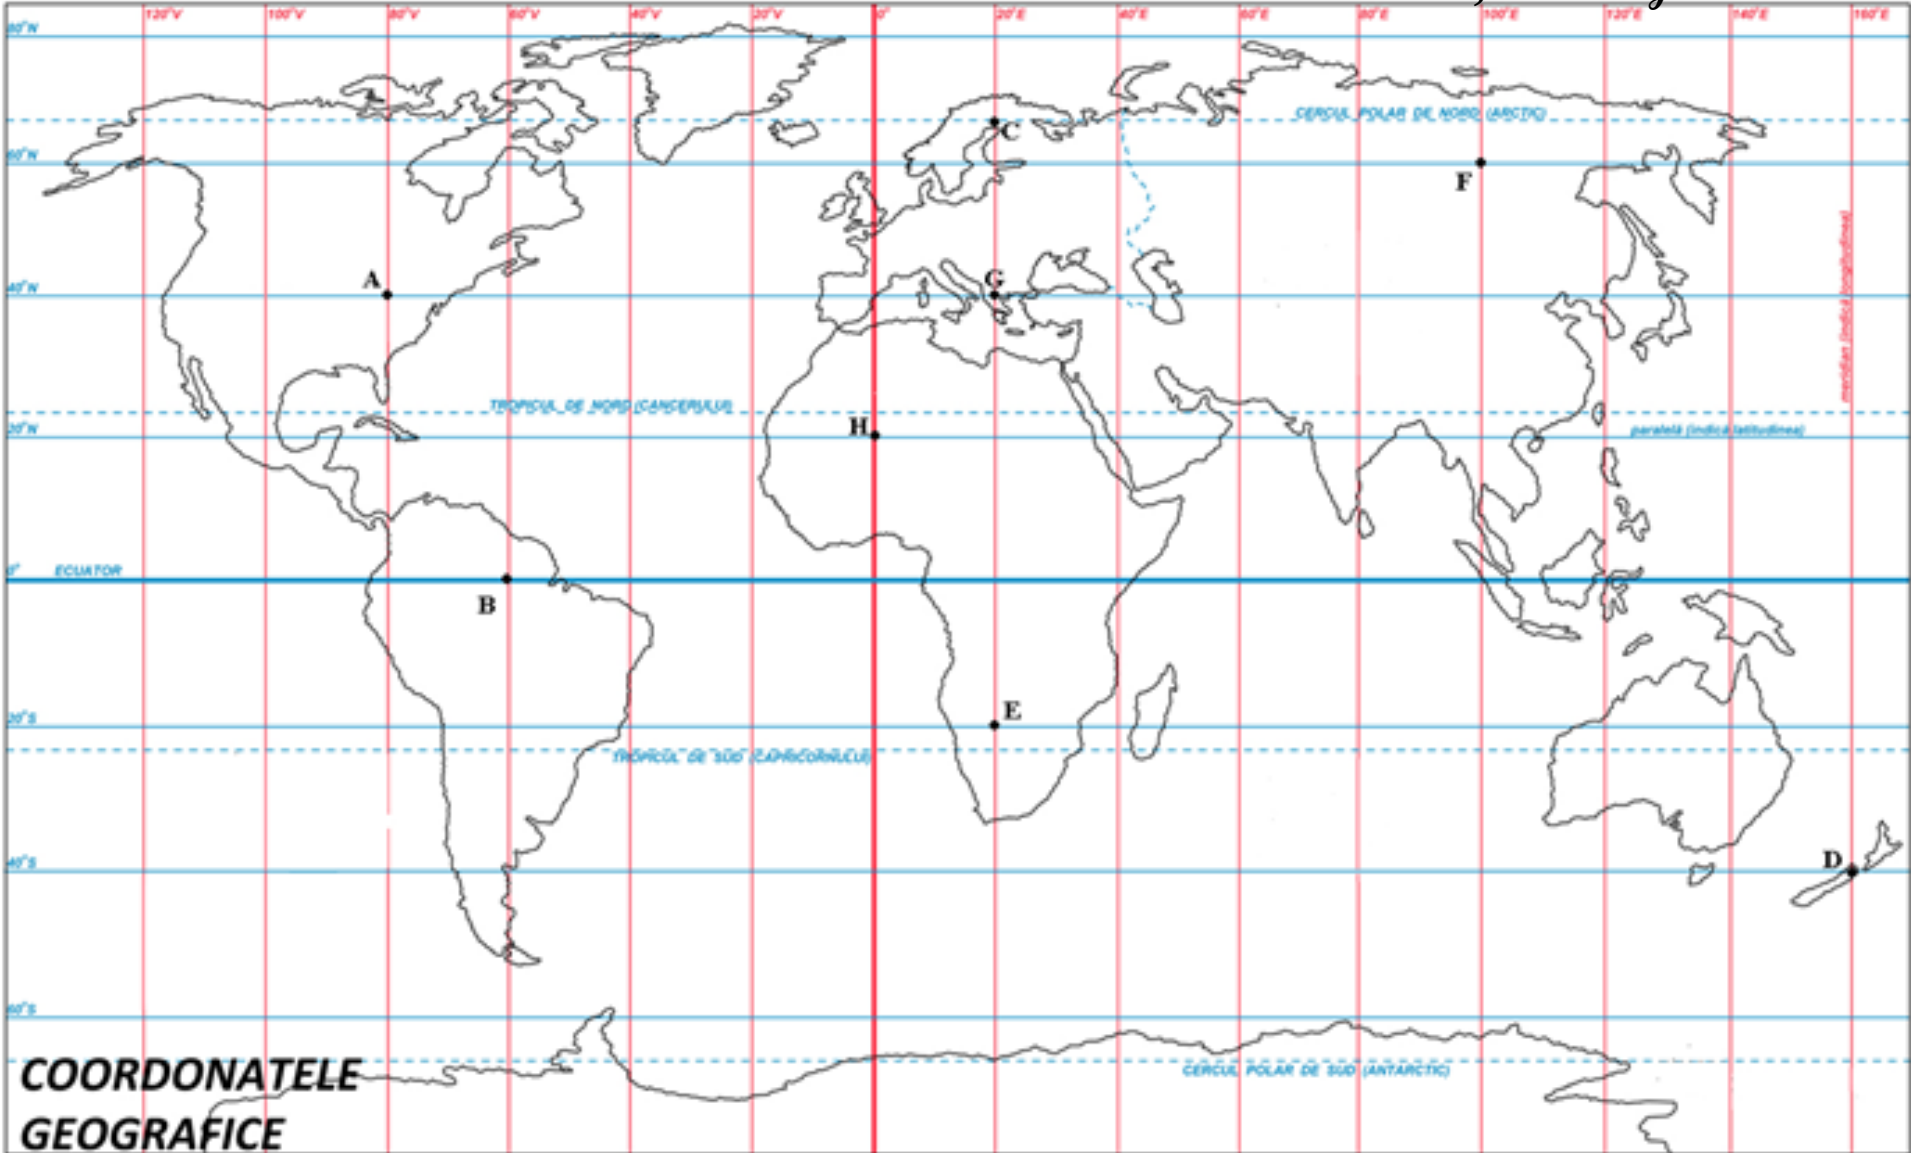 120°V 100°V 80°V 60°V 40°V 20°V 0° 20°E 40°E 60°E 80°E 100°E 120°E 140°E 160°E
80°N
CERCUL POLAR DE NORD (ARCTIC)
C
60°N
F
meridian (indică longitudinea)
A
G
40°N
TROPICUL DE NORD (CANCERULUI)
H
20°N
paralelă (indică latitudinea)
0° ECUATOR
B
E
20°S
TROPICUL DE SUD (CAPRICORNULUI)
40°S
D
60°S
CERCUL POLAR DE SUD (ANTARCTIC)
COORDONATELE
GEOGRAFICE